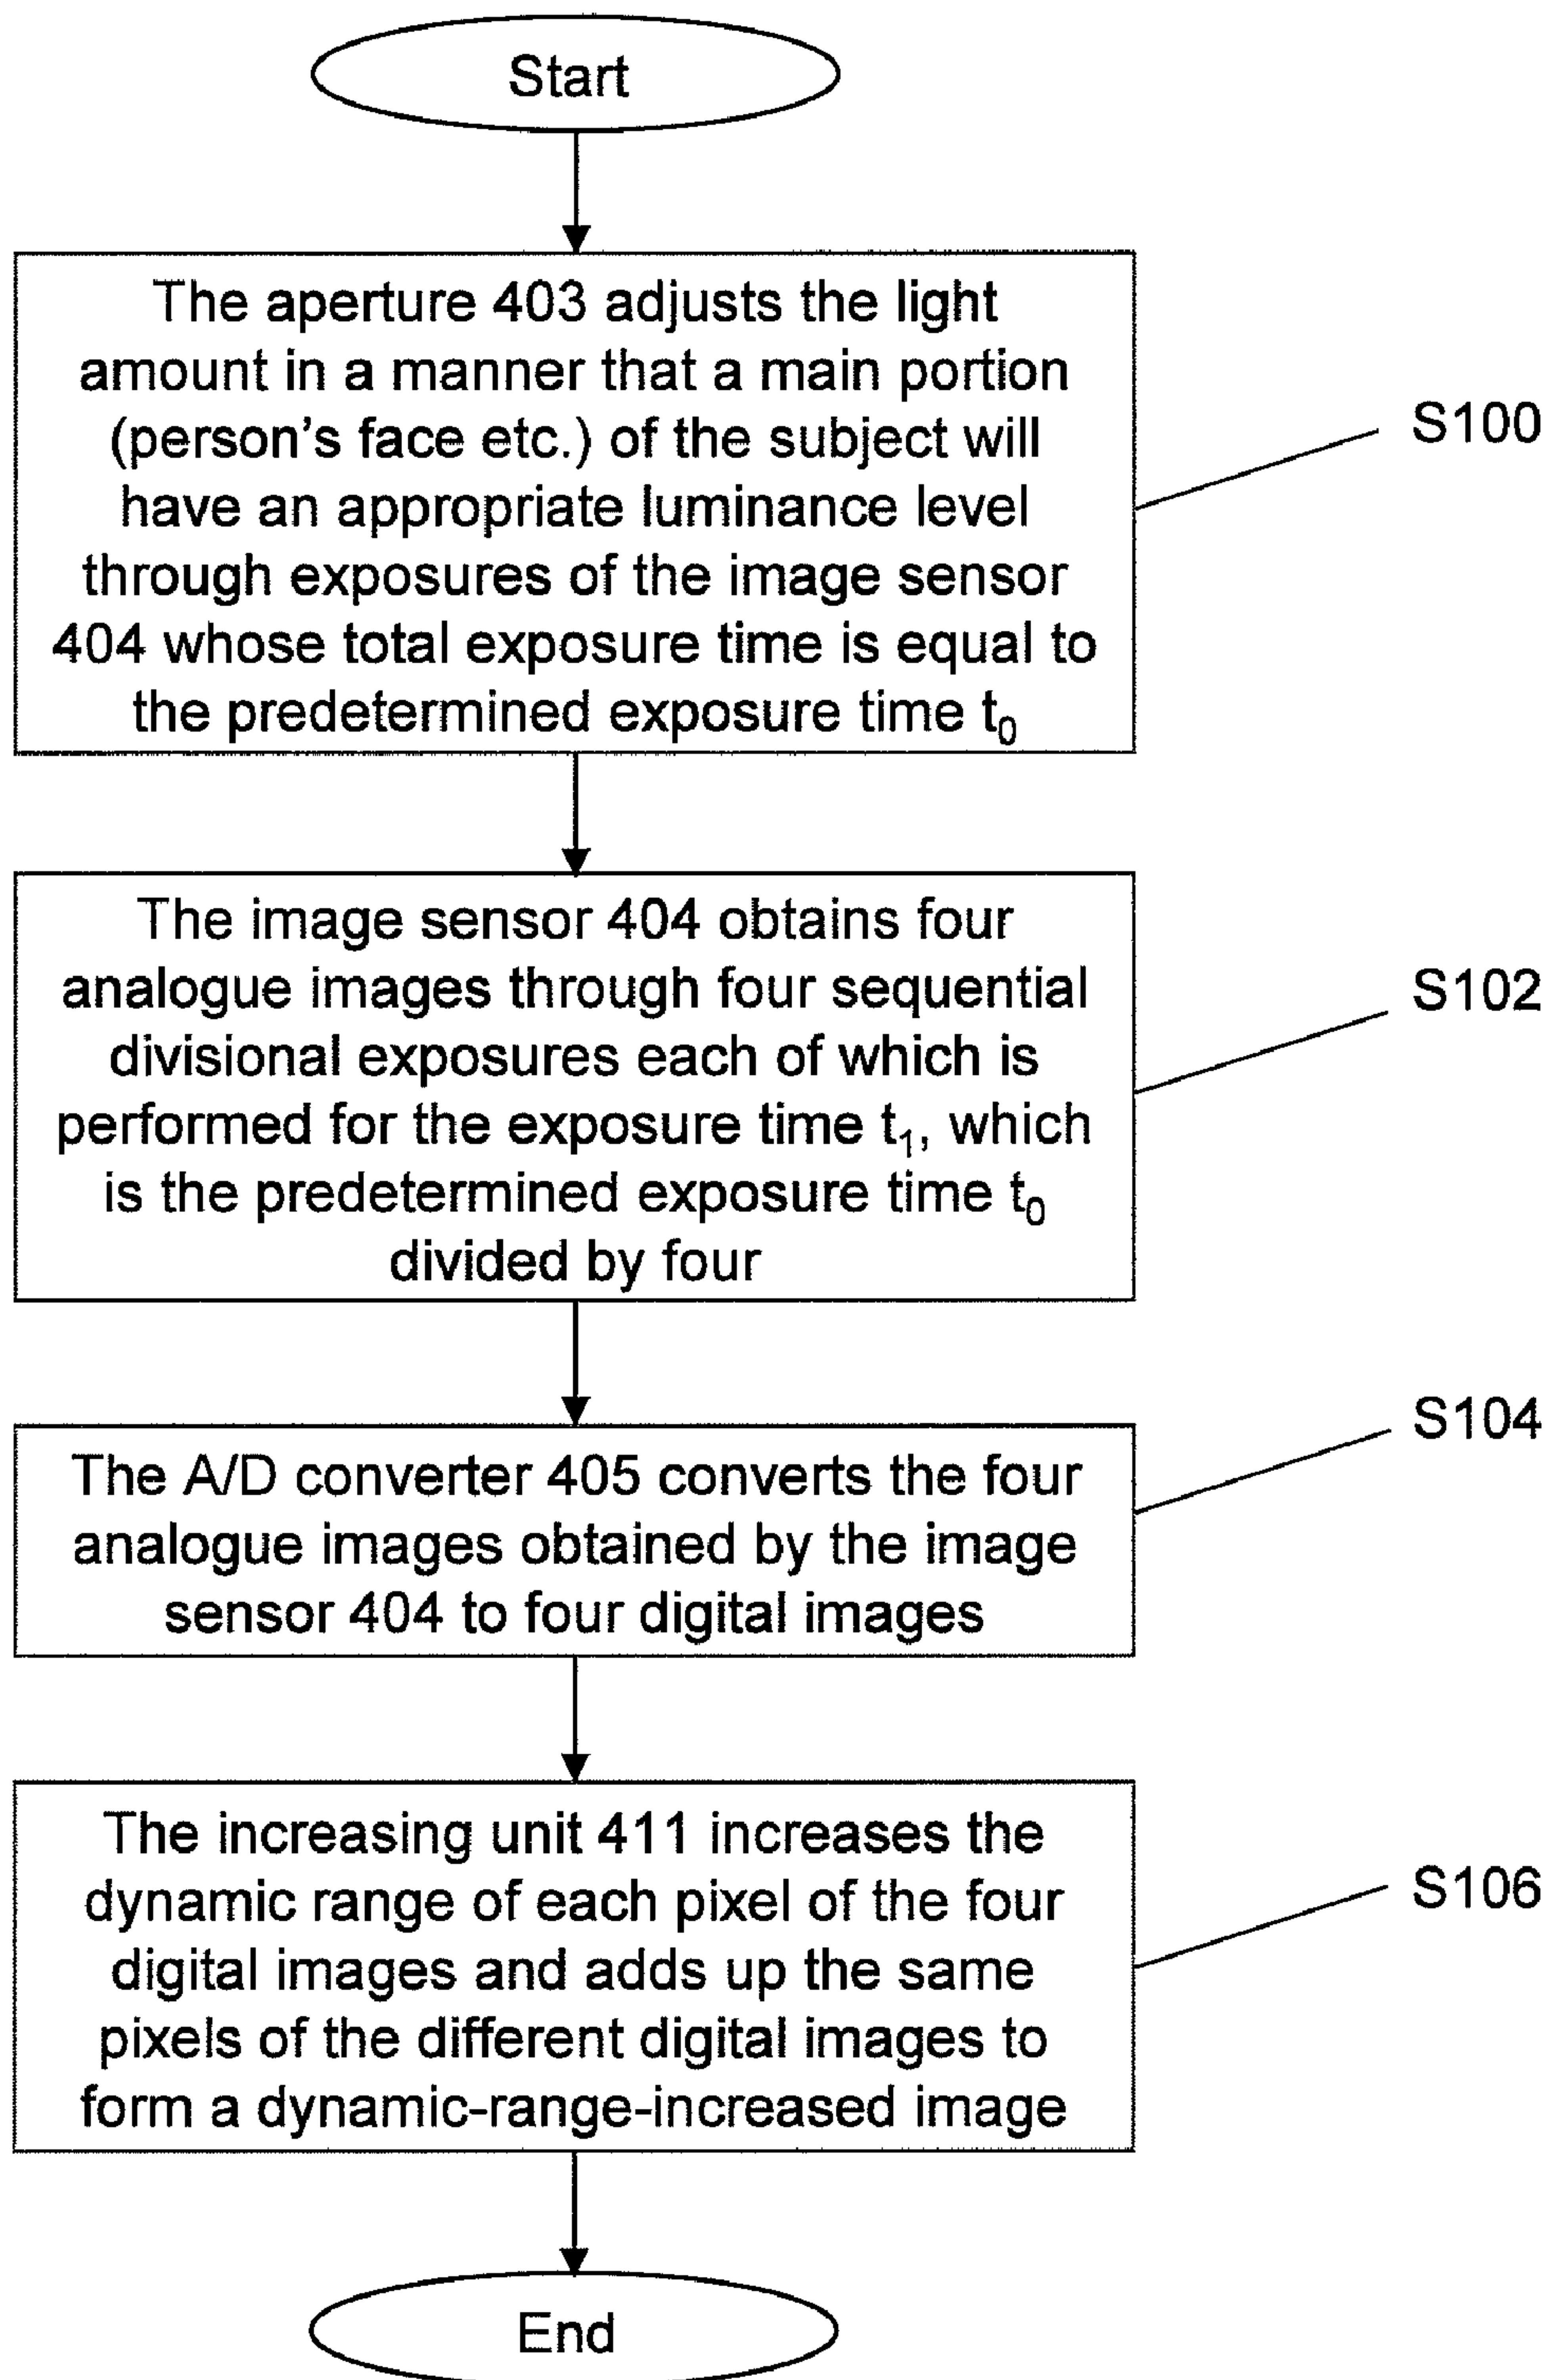 Start
The aperture 403 adjusts the light
amount in a manner that a main portion
(person's face etc.) of the subject will
have an appropriate luminance level
through exposures of the image sensor
404 whose total exposure time is equal to
the predetermined exposure time t₀
S100
The image sensor 404 obtains four
analogue images through four sequential
divisional exposures each of which is
performed for the exposure time t₁, which
is the predetermined exposure time t₀
divided by four
S102
The A/D converter 405 converts the four
analogue images obtained by the image
sensor 404 to four digital images
S104
The increasing unit 411 increases the
dynamic range of each pixel of the four
digital images and adds up the same
pixels of the different digital images to
form a dynamic-range-increased image
S106
End